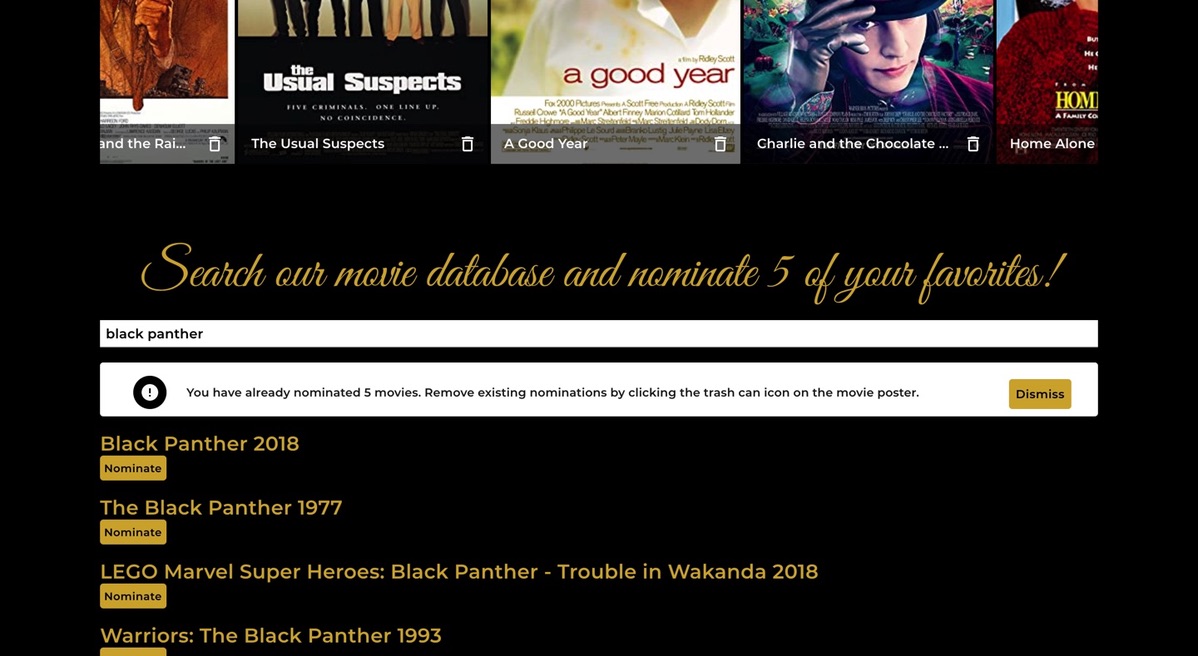 HARRISON FORD
the
Usual Suspects
FIVE CRIMINALS. ONE LINE UP.
NO COINCIDENCE.
a film by Ridley Scott
a good year
Fox 2000 Pictures Presents A Scott Free Production A Ridley Scott Film
Russell Crowe "A Good Year" Albert Finney Marion Cotillard Tom Hollander
FROM
HOM
A FAMILY CO
and the Rai...
The Usual Suspects
A Good Year
Charlie and the Chocolate ...
Home Alone
Search our movie database and nominate 5 of your favorites!
black panther
You have already nominated 5 movies. Remove existing nominations by clicking the trash can icon on the movie poster.
Dismiss
Black Panther 2018
Nominate
The Black Panther 1977
Nominate
LEGO Marvel Super Heroes: Black Panther - Trouble in Wakanda 2018
Nominate
Warriors: The Black Panther 1993